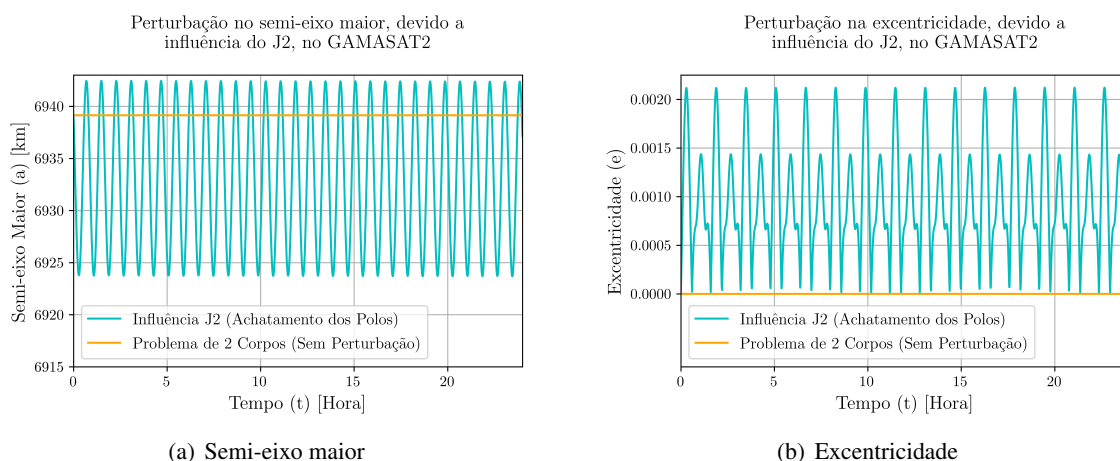 Perturbação no semi-eixo maior, devido a
influência do J2, no GAMASAT2
Semi-eixo Maior (a) [km]
6940
6935
6930
6925
6920
6915
Influência J2 (Achatamento dos Polos)
Problema de 2 Corpos (Sem Perturbação)
0 5 10 15 20
Tempo (t) [Hora]
(a) Semi-eixo maior
Perturbação na excentricidade, devido a
influência do J2, no GAMASAT2
Excentricidade (e)
0.0020
0.0015
0.0010
0.0005
0.0000
Influência J2 (Achatamento dos Polos)
Problema de 2 Corpos (Sem Perturbação)
0 5 10 15 20
Tempo (t) [Hora]
(b) Excentricidade